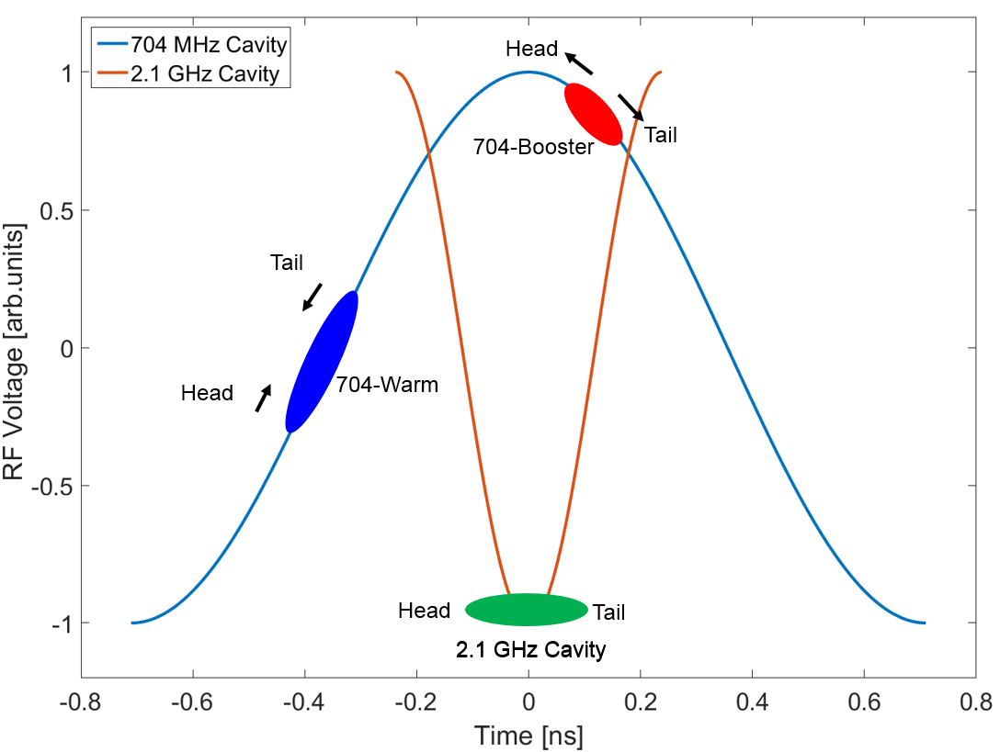 704 MHz Cavity
2.1 GHz Cavity
Head
Tail
704-Booster
Tail
Head
704-Warm
Head
Tail
2.1 GHz Cavity
RF Voltage [arb.units]
1
0.5
0
-0.5
-1
-0.8
-0.6
-0.4
-0.2
0
0.2
0.4
0.6
0.8
Time [ns]